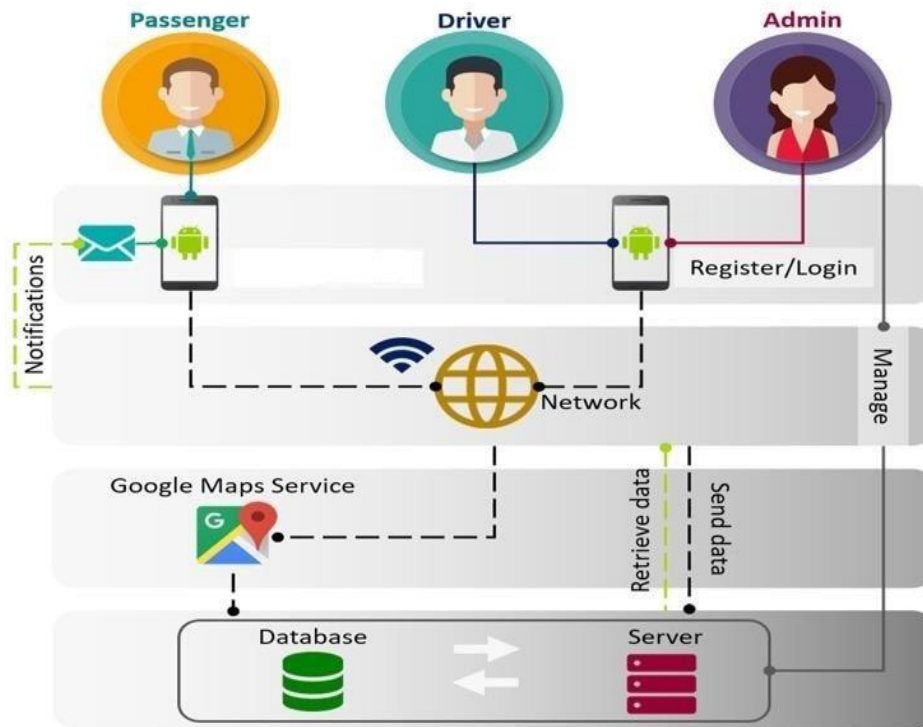 Passenger
Driver
Admin
Register/Login
Notifications
Network
Manage
Google Maps Service
G
Retrieve data
Send data
Database
Server